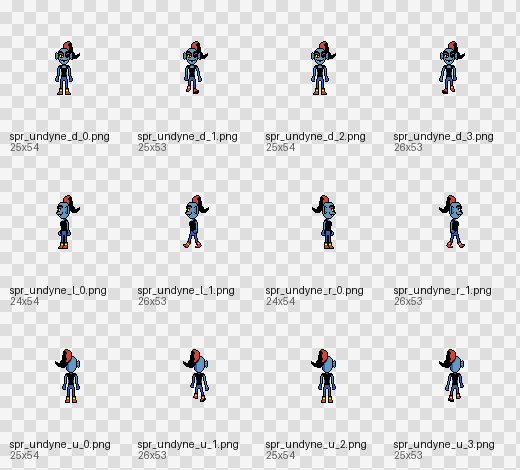 spr_undyne_d_0.png spr_undyne_d_1.png spr_undyne_d_2.png spr_undyne_d_3.png
25x54 25x53 25x54 26x53
spr_undyne_l_0.png spr_undyne_l_1.png spr_undyne_r_0.png spr_undyne_r_1.png
24x54 26x53 24x54 26x53
spr_undyne_u_0.png spr_undyne_u_1.png spr_undyne_u_2.png spr_undyne_u_3.png
25x54 26x53 25x54 25x53